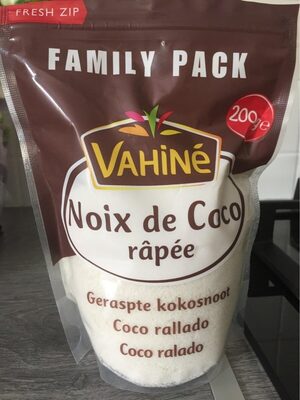 FRESH ZIP
FAMILY PACK
200g℮
VAHiNé
Noix de Coco
râpée
Geraspte kokosnoot
Coco rallado
Coco ralado